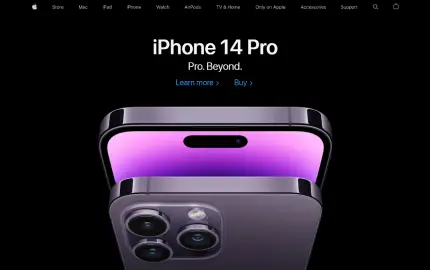 Store Mac iPad iPhone Watch AirPods TV & Home Only on Apple Accessories Support
iPhone 14 Pro
Pro. Beyond.
Learn more > Buy >